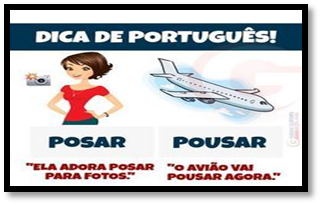 DICA DE PORTUGUÊS!
POSAR
POUSAR
"ELA ADORA POSAR
PARA FOTOS."
"O AVIÃO VAI
POUSAR AGORA."